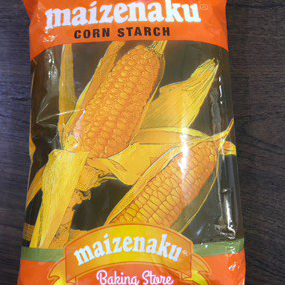 maizenaku®
CORN STARCH
maizenaku
Baking Store